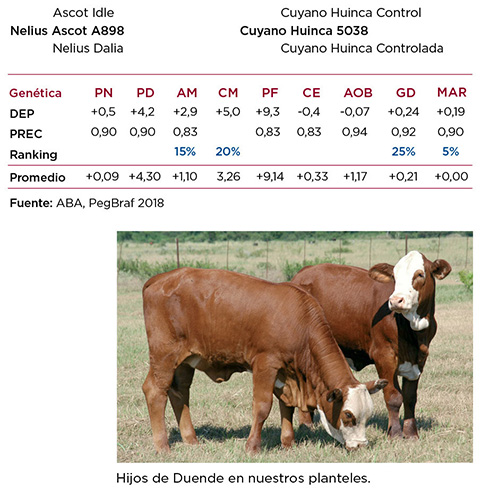 Ascot Idle Cuyano Huinca Control
Nelius Ascot A898 Cuyano Huinca 5038
Nelius Dalia Cuyano Huinca Controlada
Genética PN PD AM CM PF CE AOB GD MAR
DEP +0,5 +4,2 +2,9 +5,0 +9,3 -0,4 -0,07 +0,24 +0,19
PREC 0,90 0,90 0,83 0,83 0,83 0,94 0,92 0,90
Ranking 15% 20% 25% 5%
Promedio +0,09 +4,30 +1,10 3,26 +9,14 +0,33 +1,17 +0,21 +0,00
Fuente: ABA, PegBraf 2018
Hijos de Duende en nuestros planteles.